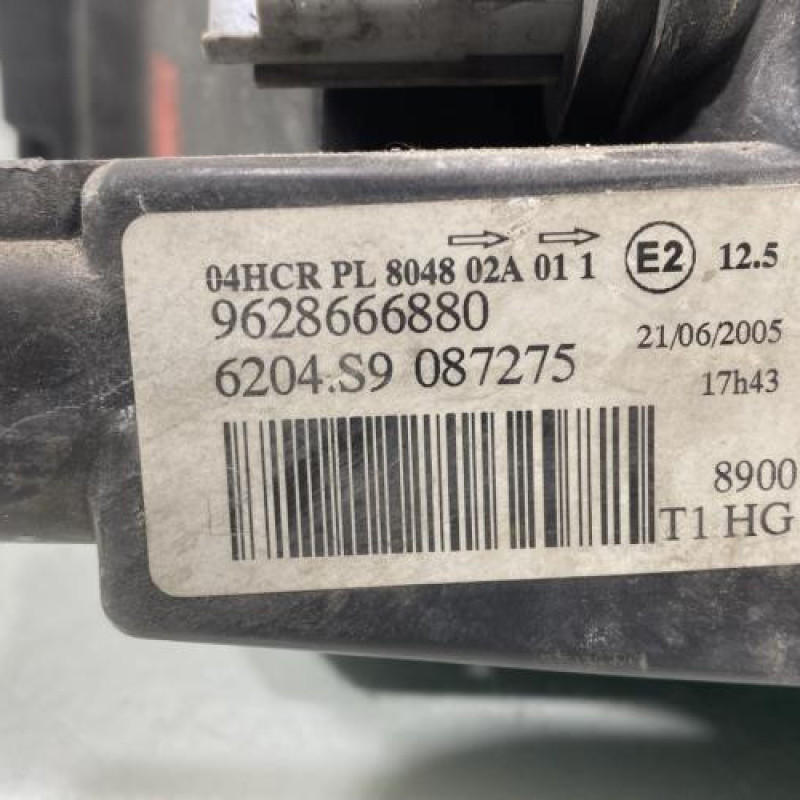 04HCR PL 8048 02A 01 1 E2 12.5
9628666880
21/06/2005
6204.S9 087275
17h43
8900
T1 HG